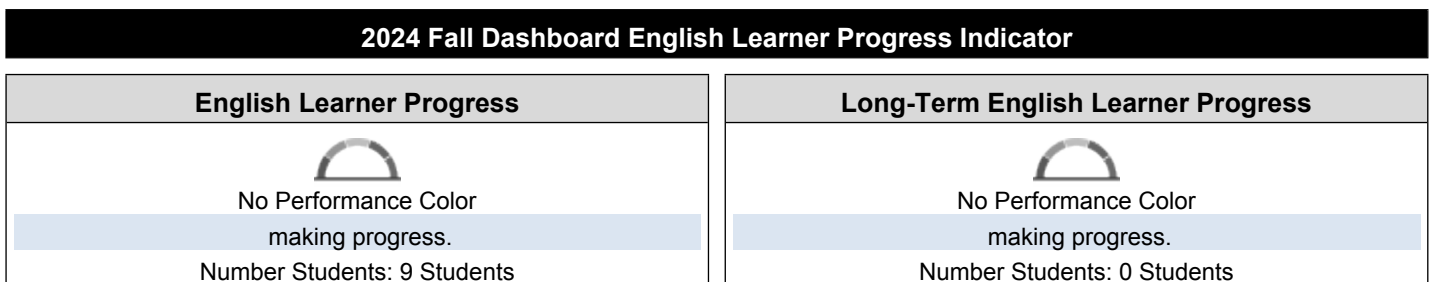 2024 Fall Dashboard English Learner Progress Indicator
English Learner Progress
No Performance Color
making progress.
Number Students: 9 Students
Long-Term English Learner Progress
No Performance Color
making progress.
Number Students: 0 Students